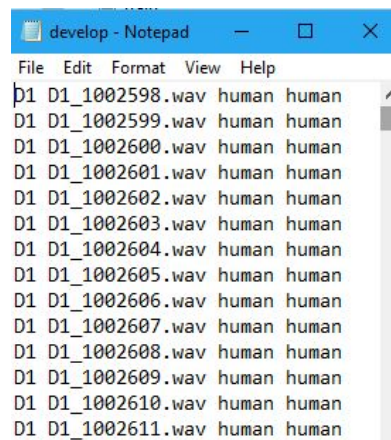 develop - Notepad
File Edit Format View Help
D1 D1_1002598.wav human human
D1 D1_1002599.wav human human
D1 D1_1002600.wav human human
D1 D1_1002601.wav human human
D1 D1_1002602.wav human human
D1 D1_1002603.wav human human
D1 D1_1002604.wav human human
D1 D1_1002605.wav human human
D1 D1_1002606.wav human human
D1 D1_1002607.wav human human
D1 D1_1002608.wav human human
D1 D1_1002609.wav human human
D1 D1_1002610.wav human human
D1 D1_1002611.wav human human